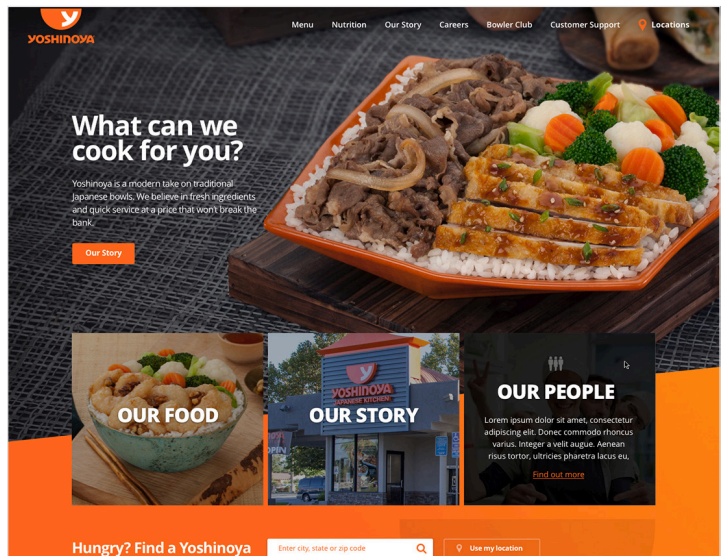 YOSHINOYA
Menu Nutrition Our Story Careers Bowler Club Customer Support Locations
What can we
cook for you?
Yoshinoya is a modern take on traditional
Japanese bowls. We believe in fresh ingredients
and quick service at a price that won't break the
bank.
Our Story
OUR FOOD
YOSHINOYA
JAPANESE KITCHEN
OUR STORY
OPEN
OUR PEOPLE
Lorem ipsum dolor sit amet, consectetur
adipiscing elit. Donec commodo rhoncus
varius. Integer a velit augue. Aenean
risus tortor, ultricies pharetra lacus eu,
Find out more
Hungry? Find a Yoshinoya
Enter city, state or zip code
Use my location